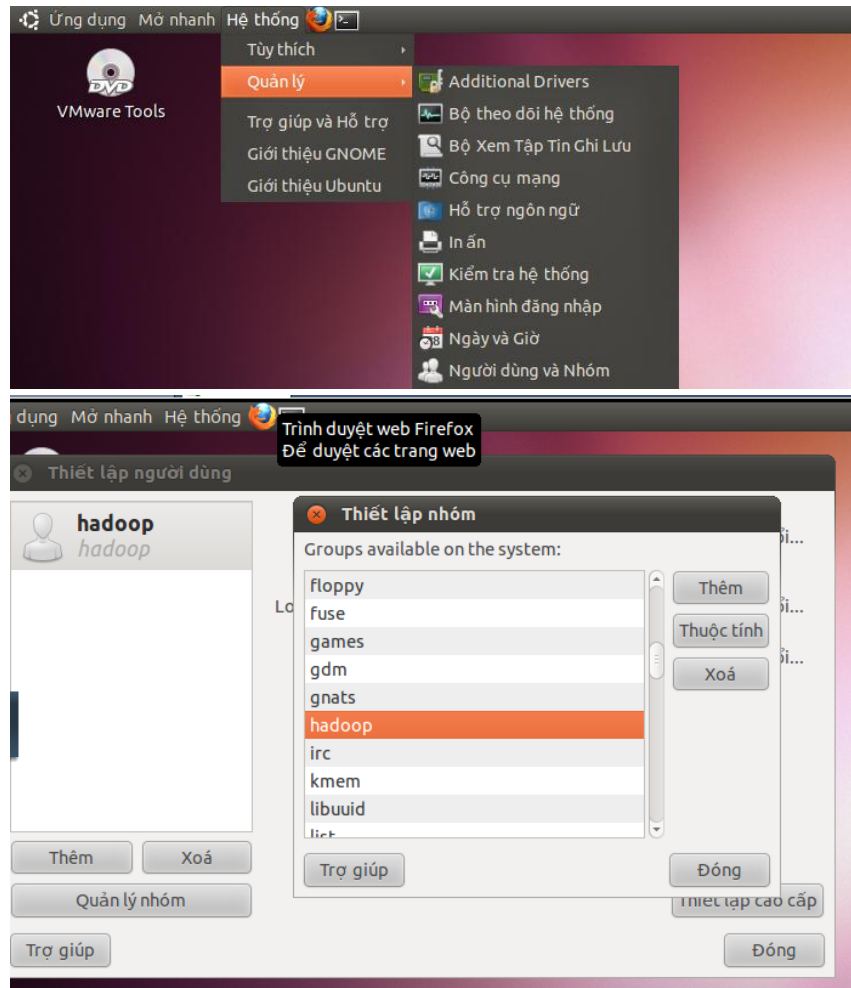 Ứng dụng Mở nhanh Hệ thống
VMware Tools
Tùy thích
Quản lý
Trợ giúp và Hỗ trợ
Giới thiệu GNOME
Giới thiệu Ubuntu
Additional Drivers
Bộ theo dõi hệ thống
Bộ Xem Tập Tin Ghi Lưu
Công cụ mạng
Hỗ trợ ngôn ngữ
In ấn
Kiểm tra hệ thống
Màn hình đăng nhập
Ngày và Giờ
Người dùng và Nhóm
dụng Mở nhanh Hệ thống
Trình duyệt web Firefox
Để duyệt các trang web
Thiết lập người dùng
hadoop
hadoop
Thiết lập nhóm
Groups available on the system:
floppy
fuse
games
gdm
gnats
hadoop
irc
kmem
libuuid
list
Thêm
Thuộc tính
Xoá
Trợ giúp
Đóng
Thêm
Xoá
Quản lý nhóm
Thiết lập cao cấp
Trợ giúp
Đóng